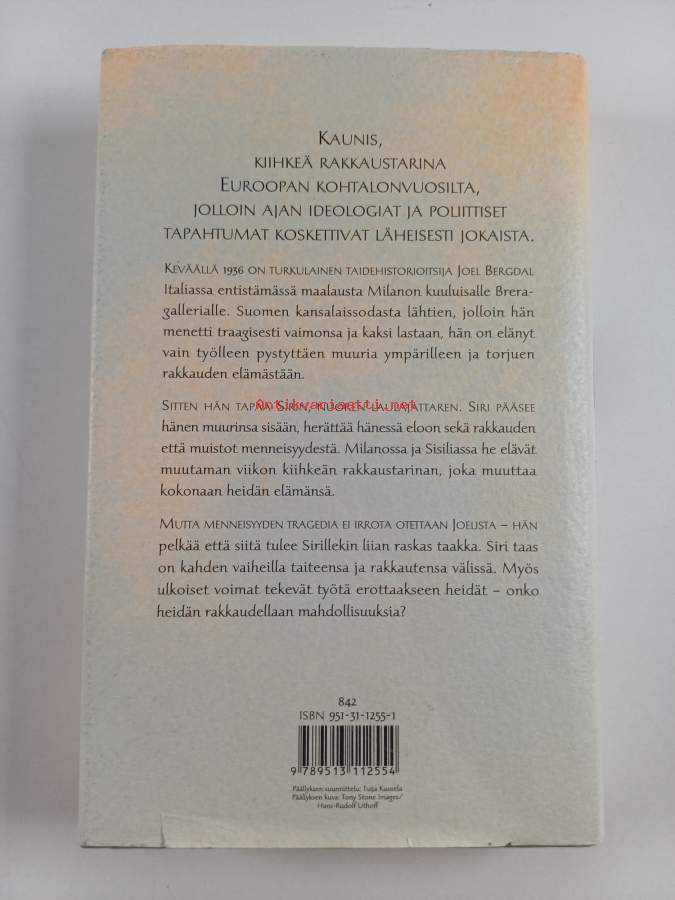 Kaunis,
kiihkeä rakkaustarina
Euroopan kohtalonvuosilta,
jolloin ajan ideologiat ja poliittiset
tapahtumat koskettivat läheisesti jokaista.
Keväällä 1936 on turkulainen taidehistorioitsija Joel Bergdal
Italiassa entistämässä maalausta Milanon kuuluisalle Brera-
gallerialle. Suomen kansalaissodasta lähtien, jolloin hän
menetti traagisesti vaimonsa ja kaksi lastaan, hän on elänyt
vain työlleen pystyttäen muuria ympärilleen ja torjuen
rakkauden elämästään.
Antikvariaatti.net
Sitten hän tapaa Sirin, nuoren laulajattaren. Siri pääsee
hänen muurinsa sisään, herättää hänessä eloon sekä rakkauden
että muistot menneisyydestä. Milanossa ja Sisiliassa he elävät
muutaman viikon kiihkeän rakkaustarinan, joka muuttaa
kokonaan heidän elämänsä.
Mutta menneisyyden tragedia ei irrota otettaan Joelista – hän
pelkää että siitä tulee Sirillekin liian raskas taakka. Siri taas
on kahden vaiheilla taiteensa ja rakkautensa välissä. Myös
ulkoiset voimat tekevät työtä erottaakseen heidät – onko
heidän rakkaudellaan mahdollisuuksia?
842
ISBN 951-31-1255-1
9 789513 112554
Päällyksen suunnittelu: Tuija Kuusela
Päällyksen kuva: Tony Stone Images/
Hans-Rudolf Uthoff